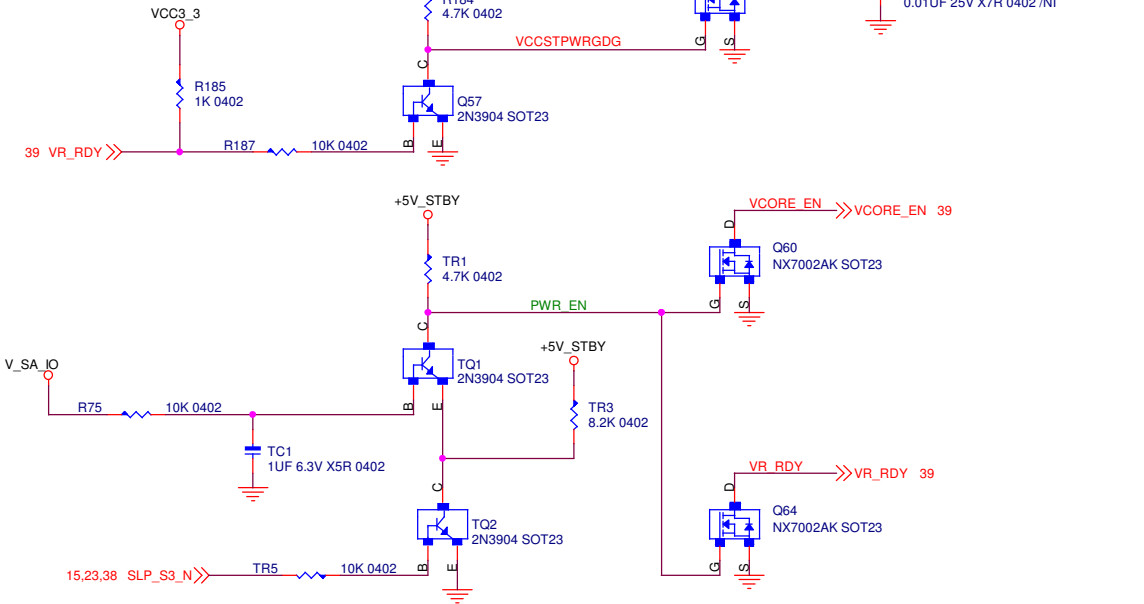 R184
4.7K 0402
0.01UF 25V X7R 0402 /NI
VCC3_3
VCCSTPWRGDG
G
S
C
R185
1K 0402
Q57
2N3904 SOT23
39 VR_RDY
R187
10K 0402
B
E
+5V_STBY
VCORE_EN
VCORE_EN 39
D
Q60
NX7002AK SOT23
TR1
4.7K 0402
G
S
PWR_EN
C
+5V_STBY
V_SA_IO
TQ1
2N3904 SOT23
R75
10K 0402
B
E
TR3
8.2K 0402
TC1
1UF 6.3V X5R 0402
VR_RDY
VR_RDY 39
C
D
Q64
NX7002AK SOT23
TQ2
2N3904 SOT23
15,23,38 SLP_S3_N
TR5
10K 0402
B
E
G
S